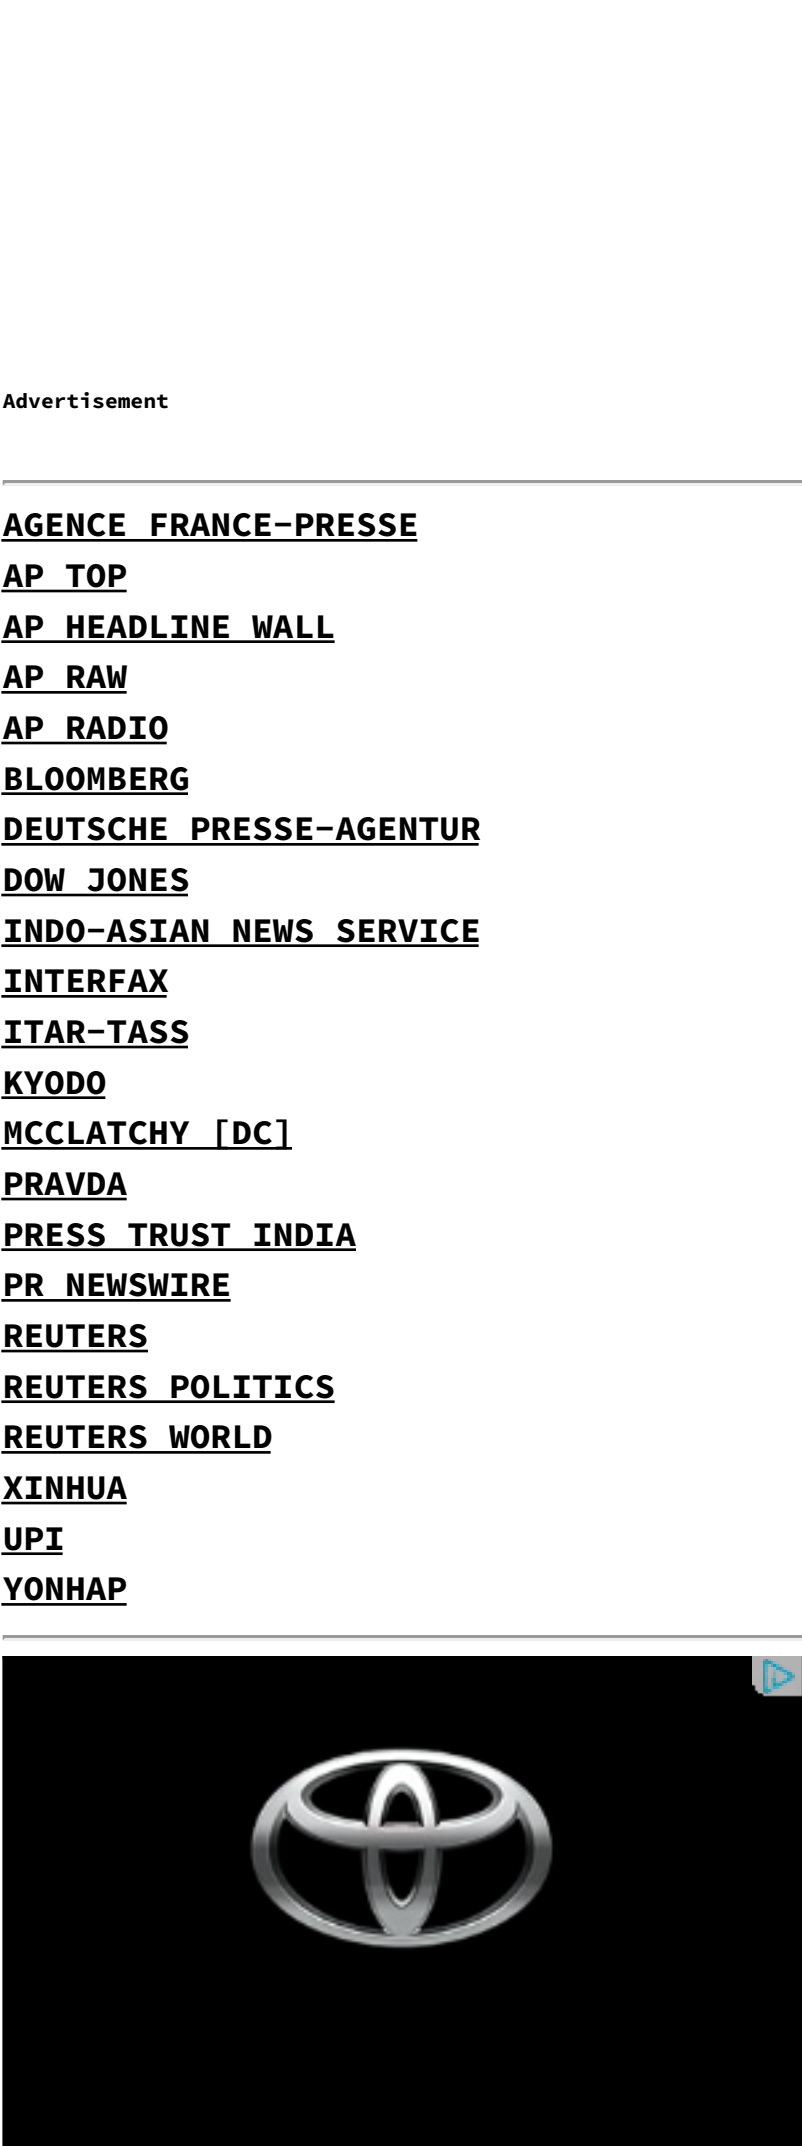 Advertisement
AGENCE FRANCE-PRESSE
AP TOP
AP HEADLINE WALL
AP RAW
AP RADIO
BLOOMBERG
DEUTSCHE PRESSE-AGENTUR
DOW JONES
INDO-ASIAN NEWS SERVICE
INTERFAX
ITAR-TASS
KYODO
MCCLATCHY [DC]
PRAVDA
PRESS TRUST INDIA
PR NEWSWIRE
REUTERS
REUTERS POLITICS
REUTERS WORLD
XINHUA
UPI
YONHAP